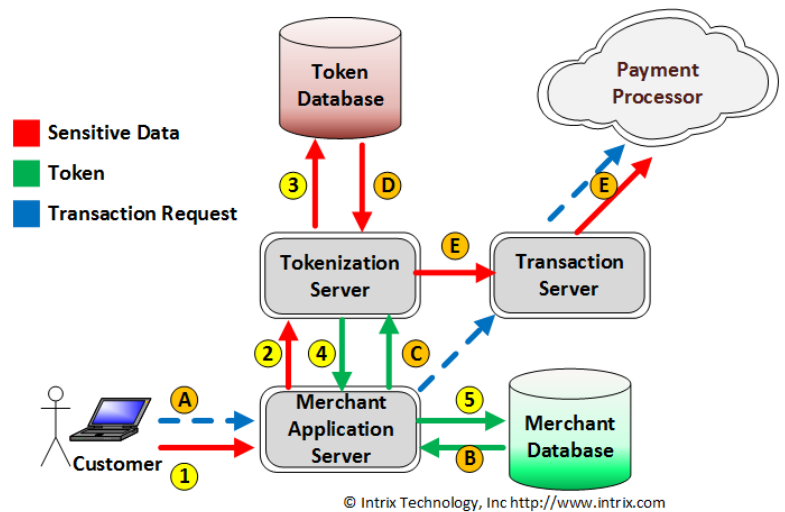 Token
Database
Payment
Processor
Sensitive Data
Token
Transaction Request
3
D
E
E
Tokenization
Server
Transaction
Server
2
4
C
A
Merchant
Application
Server
5
Merchant
Database
B
Customer
1
© Intrix Technology, Inc http://www.intrix.com